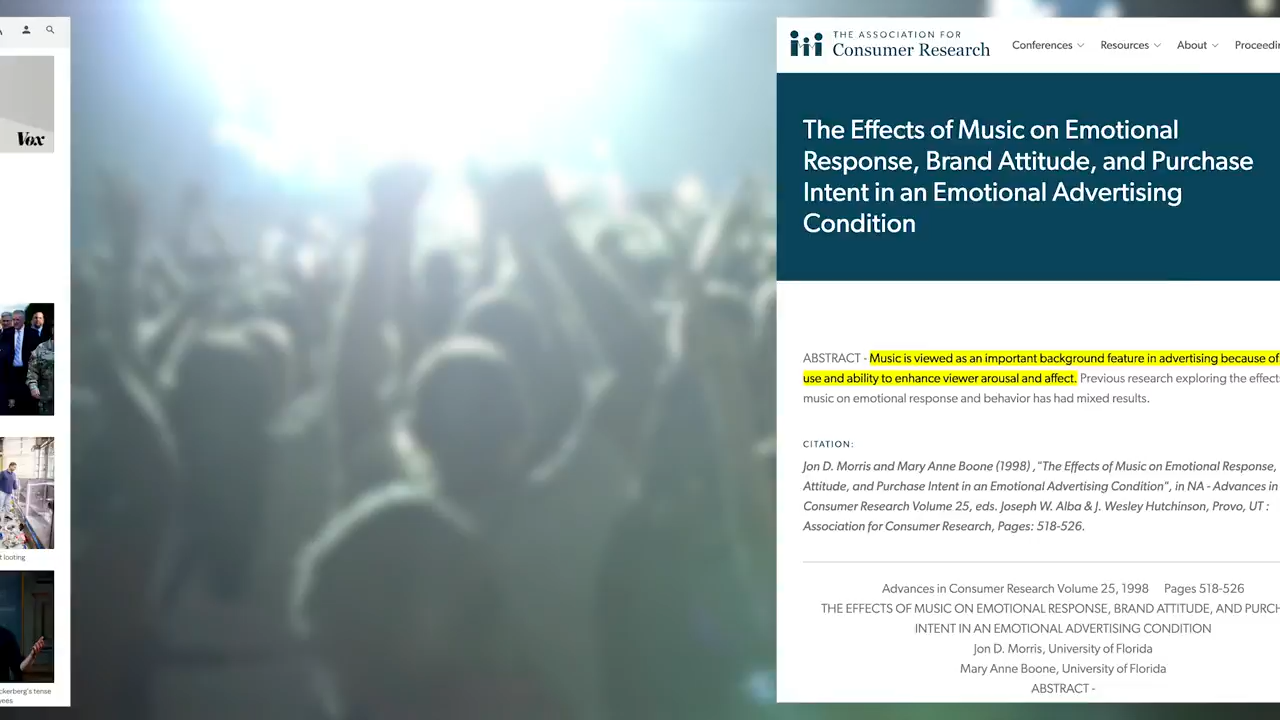 Vox
t looting
ckerberg's tense
yees
THE ASSOCIATION FOR
Consumer Research
Conferences
Resources
About
Proceedi
The Effects of Music on Emotional
Response, Brand Attitude, and Purchase
Intent in an Emotional Advertising
Condition
ABSTRACT - Music is viewed as an important background feature in advertising because of
use and ability to enhance viewer arousal and affect. Previous research exploring the effects
music on emotional response and behavior has had mixed results.
CITATION:
Jon D. Morris and Mary Anne Boone (1998) ,"The Effects of Music on Emotional Response,
Attitude, and Purchase Intent in an Emotional Advertising Condition", in NA - Advances in
Consumer Research Volume 25, eds. Joseph W. Alba & J. Wesley Hutchinson, Provo, UT :
Association for Consumer Research, Pages: 518-526.
Advances in Consumer Research Volume 25, 1998 Pages 518-526
THE EFFECTS OF MUSIC ON EMOTIONAL RESPONSE, BRAND ATTITUDE, AND PURCH
INTENT IN AN EMOTIONAL ADVERTISING CONDITION
Jon D. Morris, University of Florida
Mary Anne Boone, University of Florida
ABSTRACT -